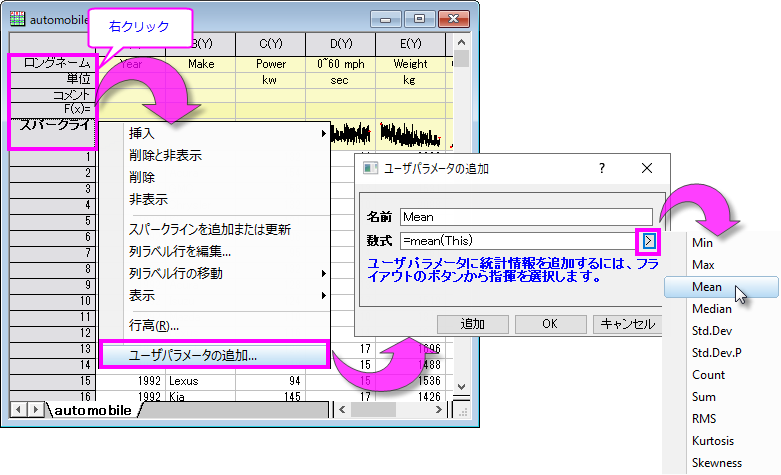 automobile
右クリック
B(Y) C(Y) D(Y) E(Y)
ロングネーム Year Make Power 0~60 mph Weight
単位 kw sec kg
コメント
F(x)=
スパークライ
1
2
3
4
5
6
7
8
9
10
11
12
13 17 1696
14 15 1488
15 1992 Lexus 94 15 1536
16 1992 Kia 145 17 1426
automobile
挿入
削除と非表示
削除
非表示
スパークラインを追加または更新
列ラベル行を編集...
列ラベル行の移動
表示
行高(R)...
ユーザパラメータの追加...
ユーザパラメータの追加 ?
名前 Mean
数式 =mean(This)
ユーザパラメータに統計情報を追加するには、フラ
イアウトのボタンから指揮を選択します。
追加 OK キャンセル
Min
Max
Mean
Median
Std.Dev
Std.Dev.P
Count
Sum
RMS
Kurtosis
Skewness